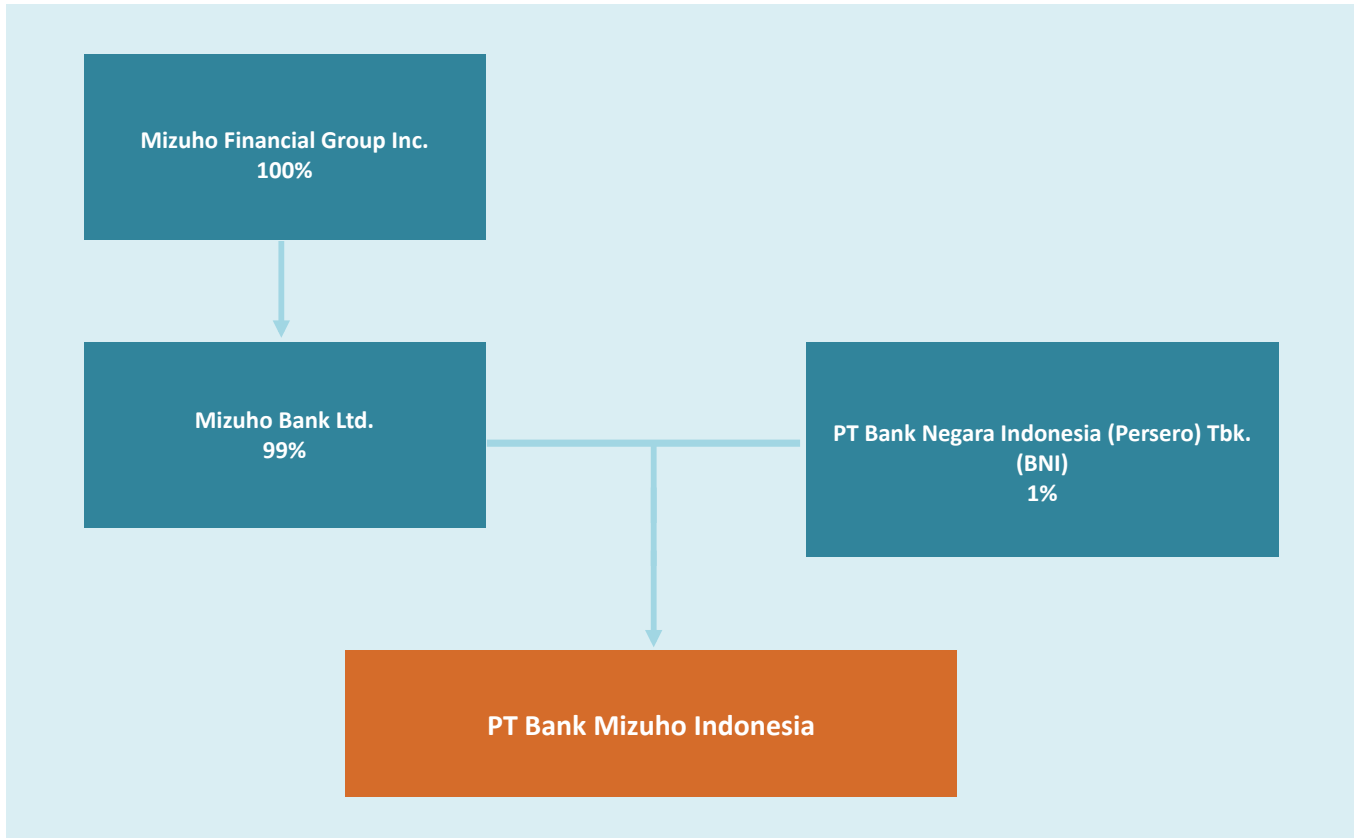 Mizuho Financial Group Inc.
100%
Mizuho Bank Ltd.
99%
PT Bank Negara Indonesia (Persero) Tbk.
(BNI)
1%
PT Bank Mizuho Indonesia